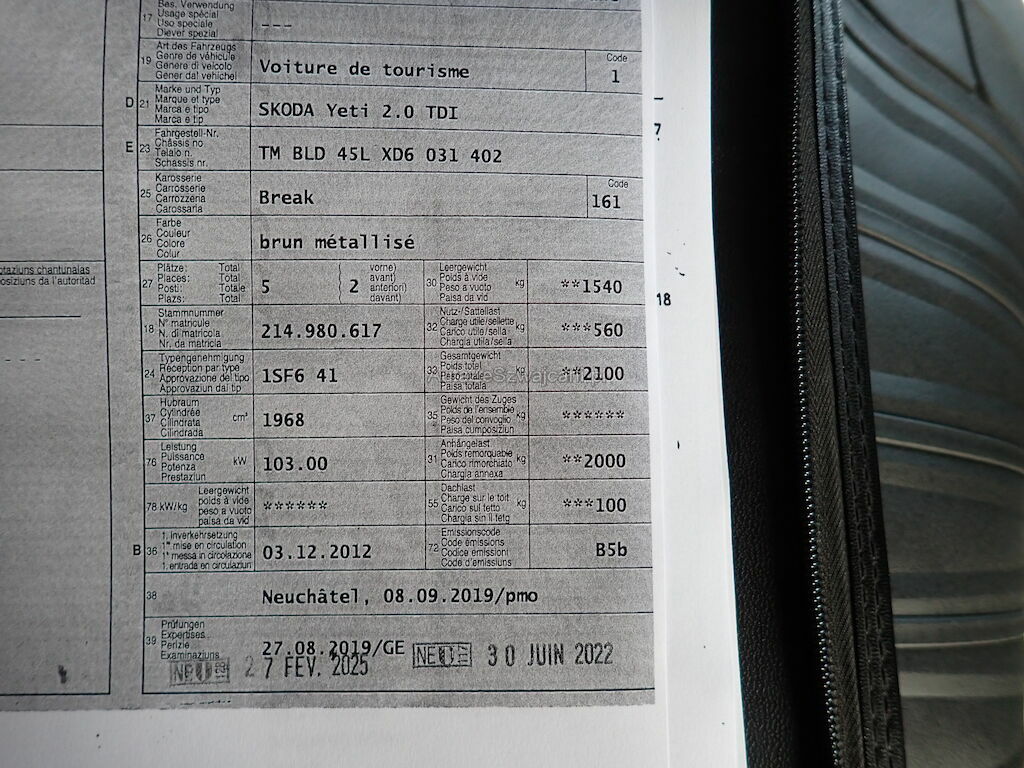 Bes. Verwendung
17 Usage spécial
Uso speciale
Diever spezial
---
Art des Fahrzeugs
19 Genre de véhicule
Genere di veicolo
Gener dal vehichel
Voiture de tourisme
Code
1
Marke und Typ
D 21 Marque et type
Marca e tipo
Marca e tip
SKODA Yeti 2.0 TDI
Fahrgestell-Nr.
E 23 Châssis no
Telaio n.
Schassis nr.
TM BLD 45L XD6 031 402
7
Karosserie
25 Carrosserie
Carrozzeria
Carossaria
Break
Code
161
Farbe
26 Couleur
Colore
Colur
brun métallisé
otaziuns chantunalas
posiziuns da l'autoritad
27 Plätze: Total
Places: Total
Posti: Totale
Plazs: Total
5
2
vorne)
avant)
anteriori)
davant)
30 Leergewicht
Poids à vide
Peso a vuoto
Paisa da vid
kg
**1540
18
18 Stammnummer
N° matricule
N. di matricola
Nr. da matricla
214.980.617
32 Nutz-/Sattellast
Charge utile/sellette
Carico utile/sella
Chargia utila/sella
kg
***560
24 Typengenehmigung
Réception par type
Approvazione del tipo
Approvaziun dal tip
1SF6 41
33 Gesamtgewicht
Poids total
Peso totale
Paisa totala
kg
**2100
37 Hubraum
Cylindrée
Cilindrata
Cilindrada
cm³
1968
35 Gewicht des Zuges
Poids de l'ensemble
Peso del convoglio
Paisa cumposiziun
kg
******
76 Leistung
Puissance
Potenza
Prestaziun
kW
103.00
31 Anhängelast
Poids remorquable
Carico rimorchiato
Chargia annexa
kg
**2000
78 kW/kg
Leergewicht
poids à vide
peso a vuoto
paisa da vid
******
55 Dachlast
Charge sur le toit
Carico sul tetto
Chargia sin il tetg
kg
***100
B 36 1. Inverkehrsetzung
1re mise en circulation
1a messa in circolazione
1. entrada en circulaziun
03.12.2012
72 Emissionscode
Code émissions
Codice emissioni
Code d'emissiuns
B5b
38
Neuchâtel, 08.09.2019/pmo
39 Prüfungen
Expertises
Perizie
Examinaziuns
27.08.2019/GE
27 FEV. 2025
30 JUIN 2022